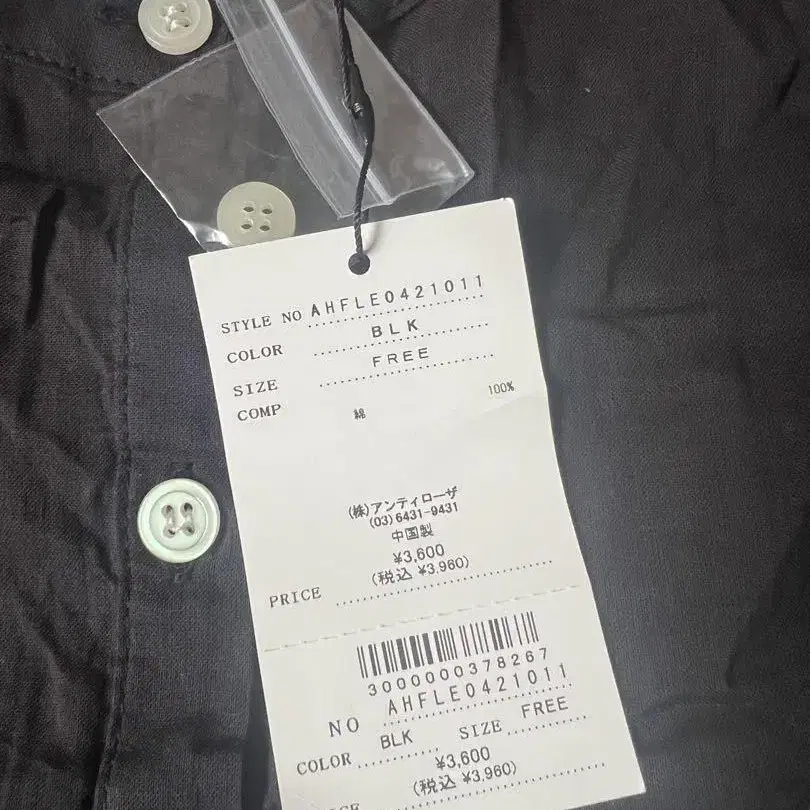 STYLE NO AHFLE0421011
COLOR BLK
SIZE FREE
COMP 綿 100%
(株)アンティローザ
(03)6431-9431
中国製
¥3,600
(税込 ¥3,960)
PRICE
3000000378267
NO AHFLE0421011
COLOR BLK SIZE FREE
¥3,600
(税込 ¥3,960)